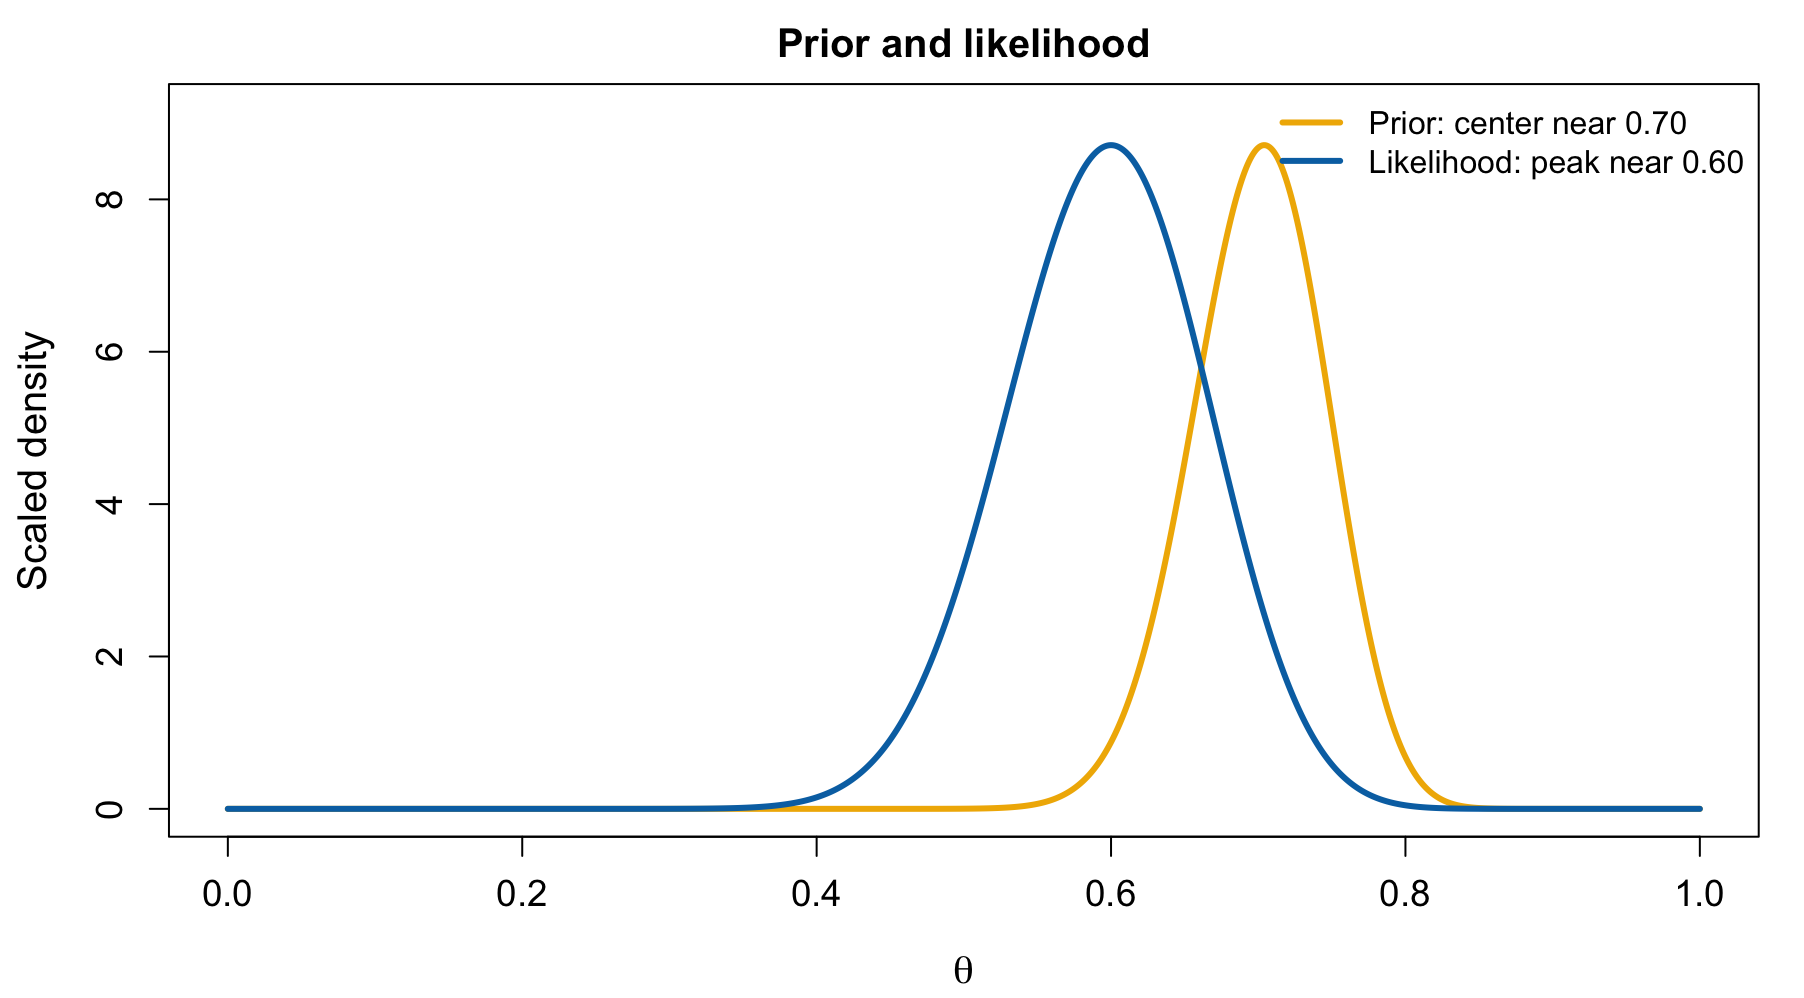 Prior and likelihood
Prior: center near 0.70
Likelihood: peak near 0.60
Scaled density
8
6
4
2
0
0.0 0.2 0.4 0.6 0.8 1.0
θ